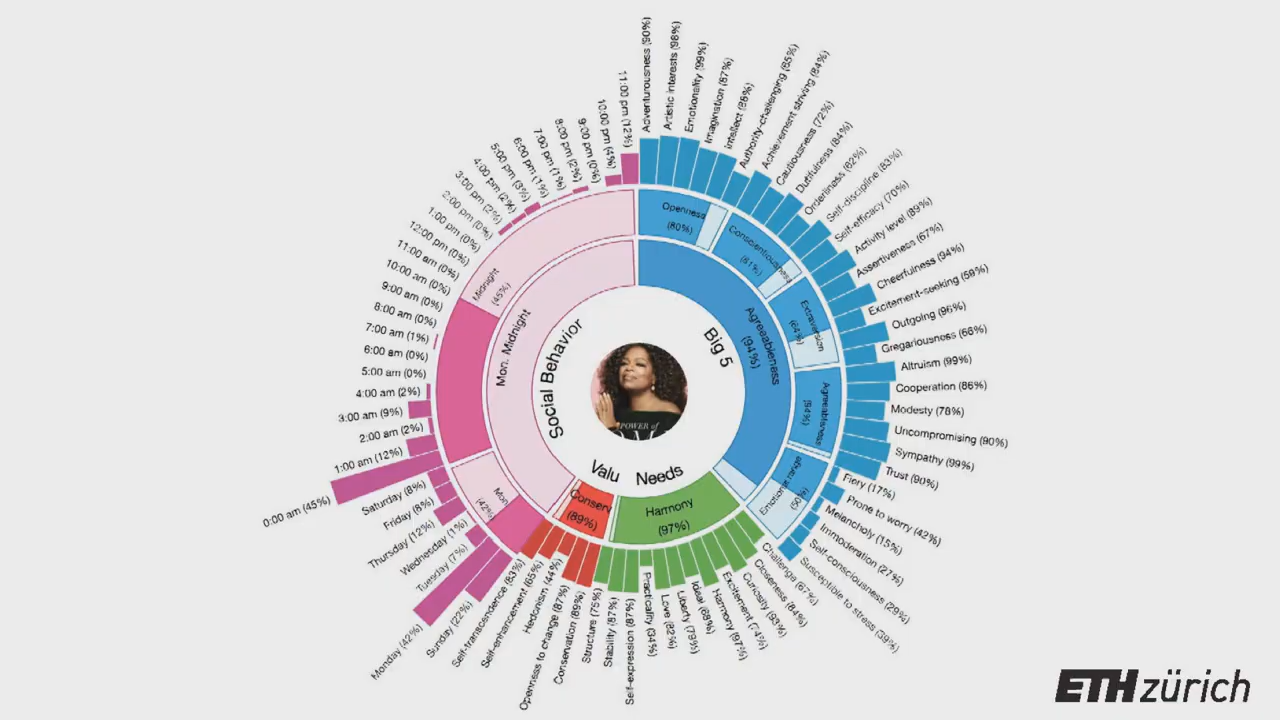 Adventurousness (90%)
Artistic interests (98%)
Emotionality (99%)
Imagination (87%)
Intellect (88%)
Authority-challenging (65%)
Achievement striving (84%)
Cautiousness (72%)
Dutifulness (84%)
Orderliness (62%)
Self-discipline (83%)
Self-efficacy (70%)
Activity level (89%)
Assertiveness (67%)
Cheerfulness (94%)
Excitement-seeking (59%)
Outgoing (96%)
Gregariousness (66%)
Altruism (99%)
Cooperation (86%)
Modesty (78%)
Uncompromising (90%)
Sympathy (99%)
Trust (90%)
Fiery (17%)
Prone to worry (42%)
Melancholy (15%)
Immoderation (27%)
Self-consciousness (29%)
Susceptible to stress (39%)
Challenge (67%)
Closeness (84%)
Curiosity (93%)
Excitement (74%)
Harmony (97%)
Ideal (68%)
Liberty (79%)
Love (82%)
Practicality (34%)
Self-expression (87%)
Stability (87%)
Structure (75%)
Conservation (89%)
Openness to change (87%)
Hedonism (44%)
Self-enhancement (65%)
Self-transcendence (83%)
Sunday (22%)
Monday (42%)
Tuesday (7%)
Wednesday (1%)
Thursday (12%)
Friday (8%)
Saturday (8%)
0:00 am (45%)
1:00 am (12%)
2:00 am (2%)
3:00 am (9%)
4:00 am (2%)
5:00 am (0%)
6:00 am (0%)
7:00 am (1%)
8:00 am (0%)
9:00 am (0%)
10:00 am (0%)
11:00 am (0%)
12:00 pm (0%)
1:00 pm (0%)
2:00 pm (0%)
3:00 pm (2%)
4:00 pm (2%)
5:00 pm (3%)
6:00 pm (1%)
7:00 pm (1%)
8:00 pm (2%)
9:00 pm (0%)
10:00 pm (4%)
11:00 pm (12%)
Openness
(80%)
Conscientiousness
(81%)
Extraversion
(64%)
Agreeableness
(94%)
Emotional range
(50%)
Midnight
(45%)
Mon
(42%)
Agreeableness
(94%)
Harmony
(97%)
Conserv
(89%)
Mon: Midnight
Big 5
Needs
Valu
Social Behavior
POWER of
ETH zürich